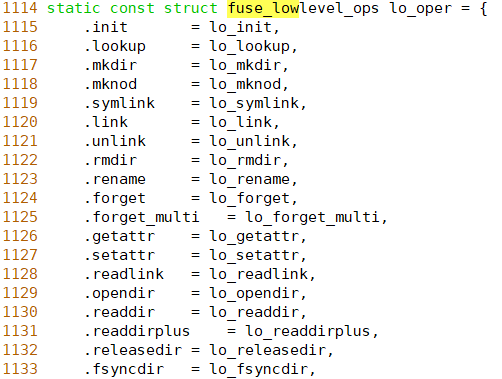 1114 static const struct fuse_lowlevel_ops lo_oper = {
1115     .init       = lo_init,
1116     .lookup     = lo_lookup,
1117     .mkdir      = lo_mkdir,
1118     .mknod      = lo_mknod,
1119     .symlink    = lo_symlink,
1120     .link       = lo_link,
1121     .unlink     = lo_unlink,
1122     .rmdir      = lo_rmdir,
1123     .rename     = lo_rename,
1124     .forget     = lo_forget,
1125     .forget_multi   = lo_forget_multi,
1126     .getattr    = lo_getattr,
1127     .setattr    = lo_setattr,
1128     .readlink   = lo_readlink,
1129     .opendir    = lo_opendir,
1130     .readdir    = lo_readdir,
1131     .readdirplus    = lo_readdirplus,
1132     .releasedir = lo_releasedir,
1133     .fsyncdir   = lo_fsyncdir,